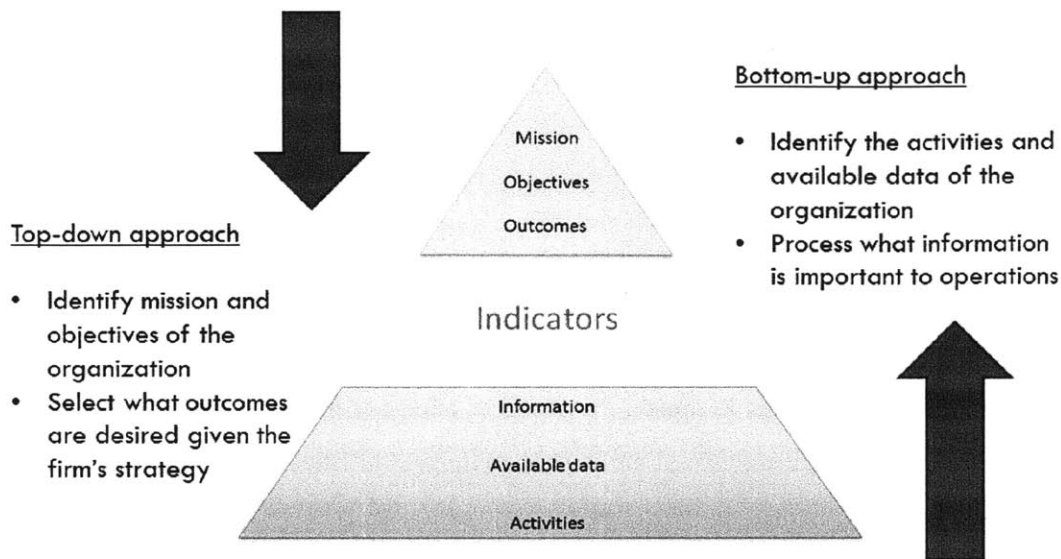 Top-down approach
• Identify mission and
objectives of the
organization
• Select what outcomes
are desired given the
firm's strategy
Mission
Objectives
Outcomes
Indicators
Information
Available data
Activities
Bottom-up approach
• Identify the activities and
available data of the
organization
• Process what information
is important to operations